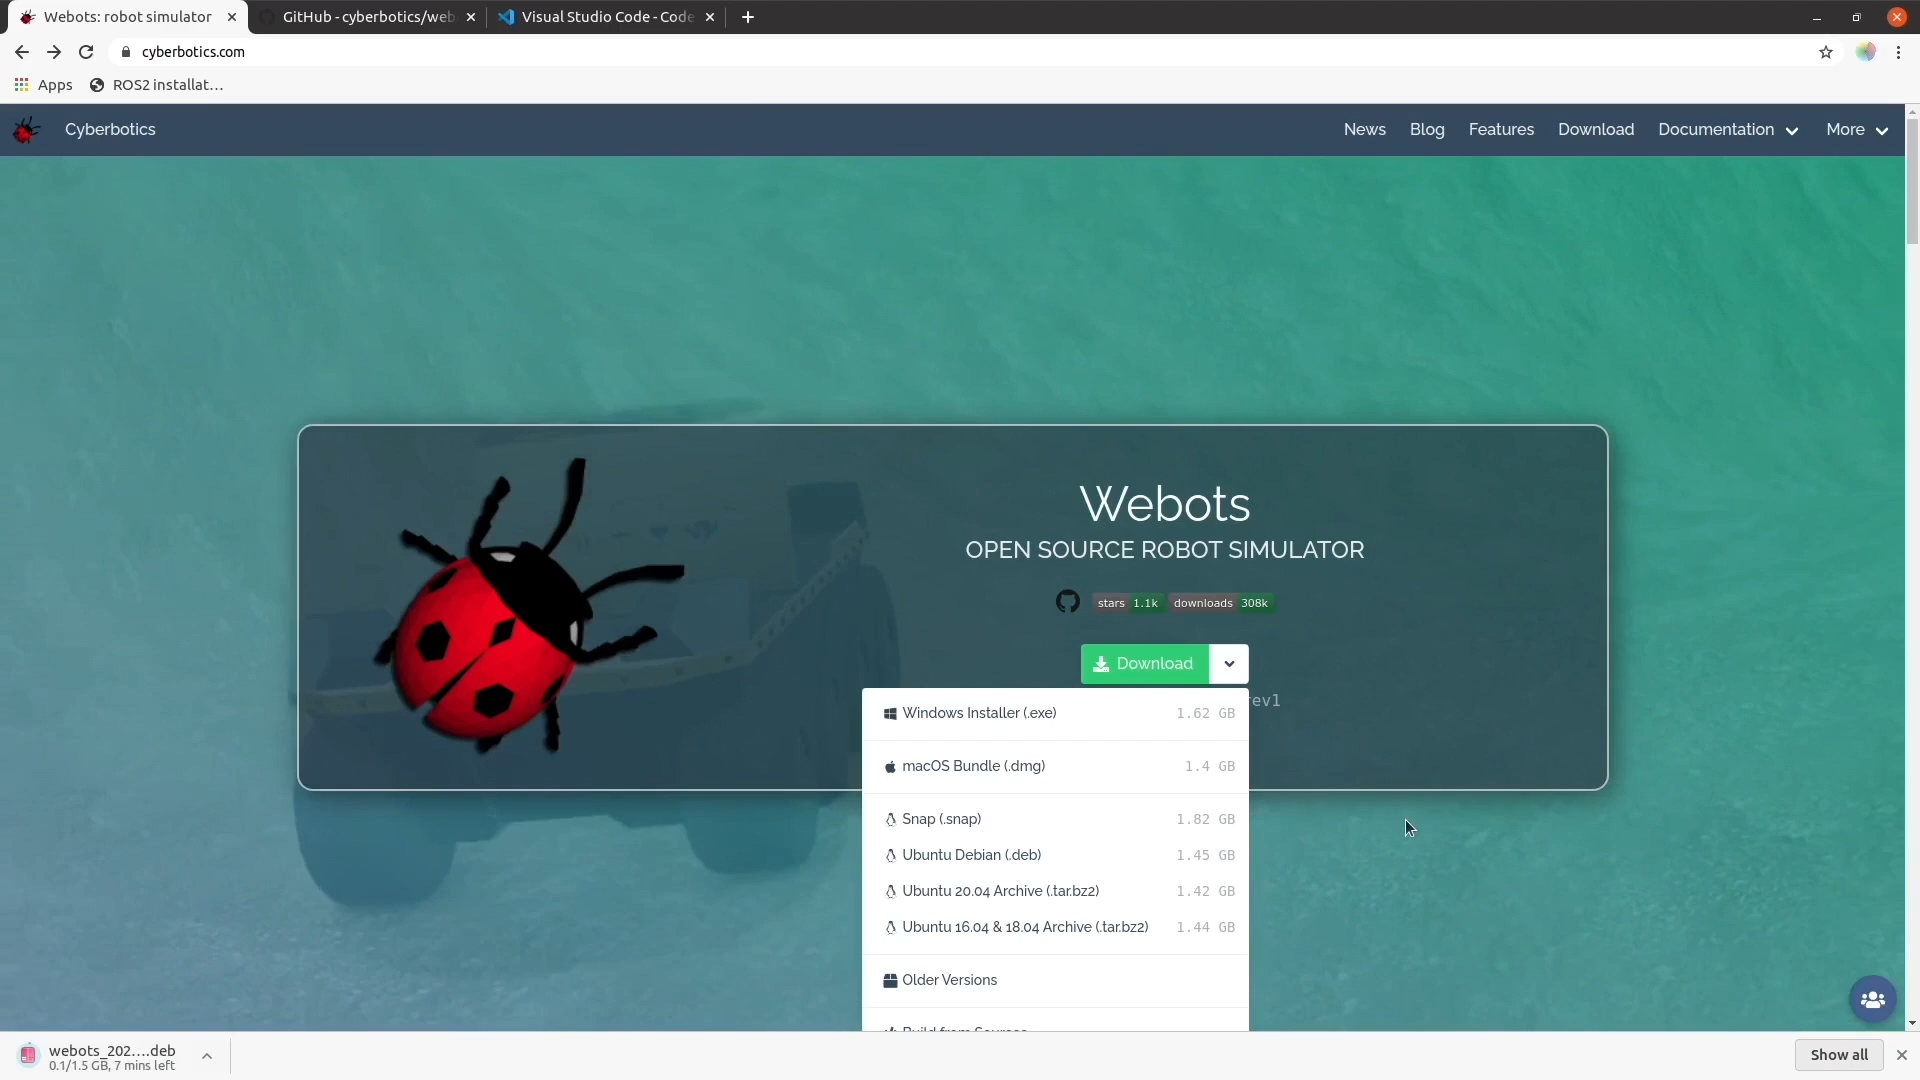 Webots: robot simulator
GitHub - cyberbotics/web
Visual Studio Code - Code
cyberbotics.com
Apps
ROS2 installat…
Cyberbotics
News
Blog
Features
Download
Documentation
More
Webots
OPEN SOURCE ROBOT SIMULATOR
stars 1.1k
downloads 308k
Download
rev1
Windows Installer (.exe) 1.62 GB
macOS Bundle (.dmg) 1.4 GB
Snap (.snap) 1.82 GB
Ubuntu Debian (.deb) 1.45 GB
Ubuntu 20.04 Archive (.tar.bz2) 1.42 GB
Ubuntu 16.04 & 18.04 Archive (.tar.bz2) 1.44 GB
Older Versions
Build from Sources
webots_202....deb
0.1/1.5 GB, 7 mins left
Show all